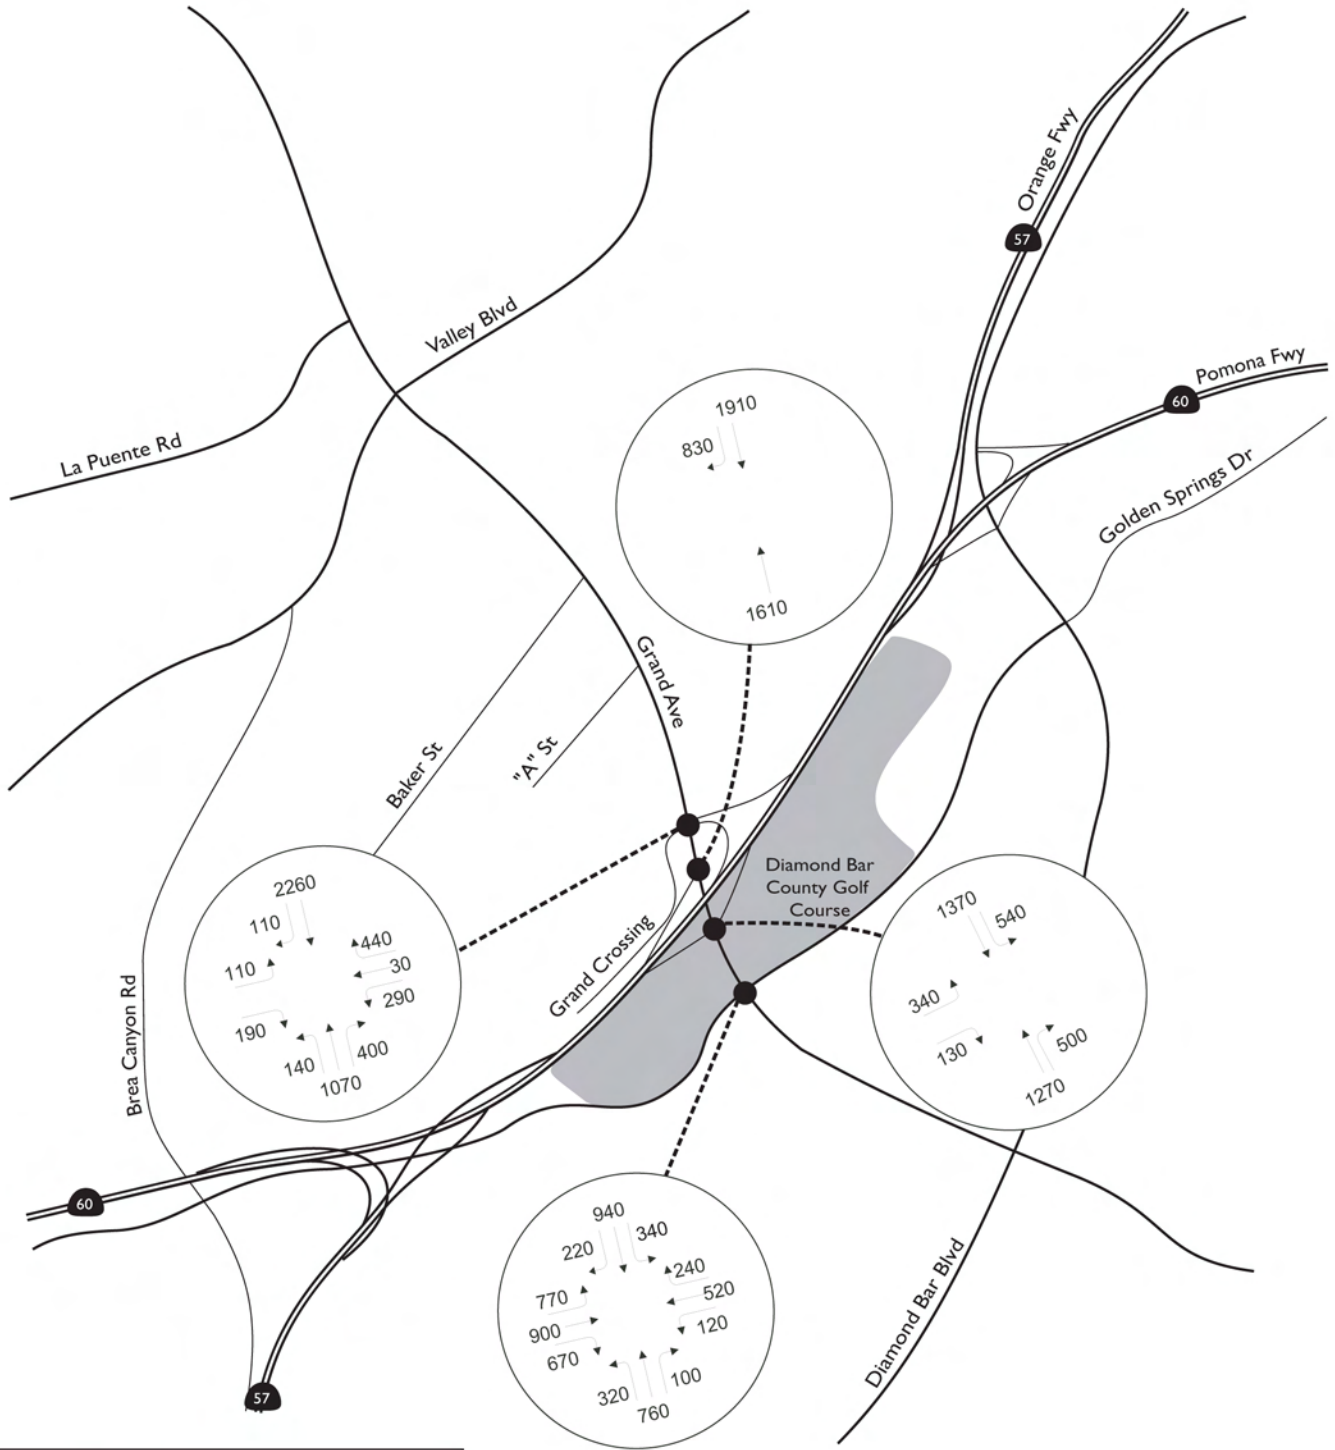 Orange Fwy
57
Valley Blvd
Pomona Fwy
60
La Puente Rd
Golden Springs Dr
1910
830
1610
Grand Ave
Baker St
"A" St
Diamond Bar
County Golf
Course
Grand Crossing
Brea Canyon Rd
2260
110
440
110
30
290
190
400
140
1070
1370
540
340
130
500
1270
60
940
340
220
240
770
520
900
120
670
100
320
760
Diamond Bar Blvd
57